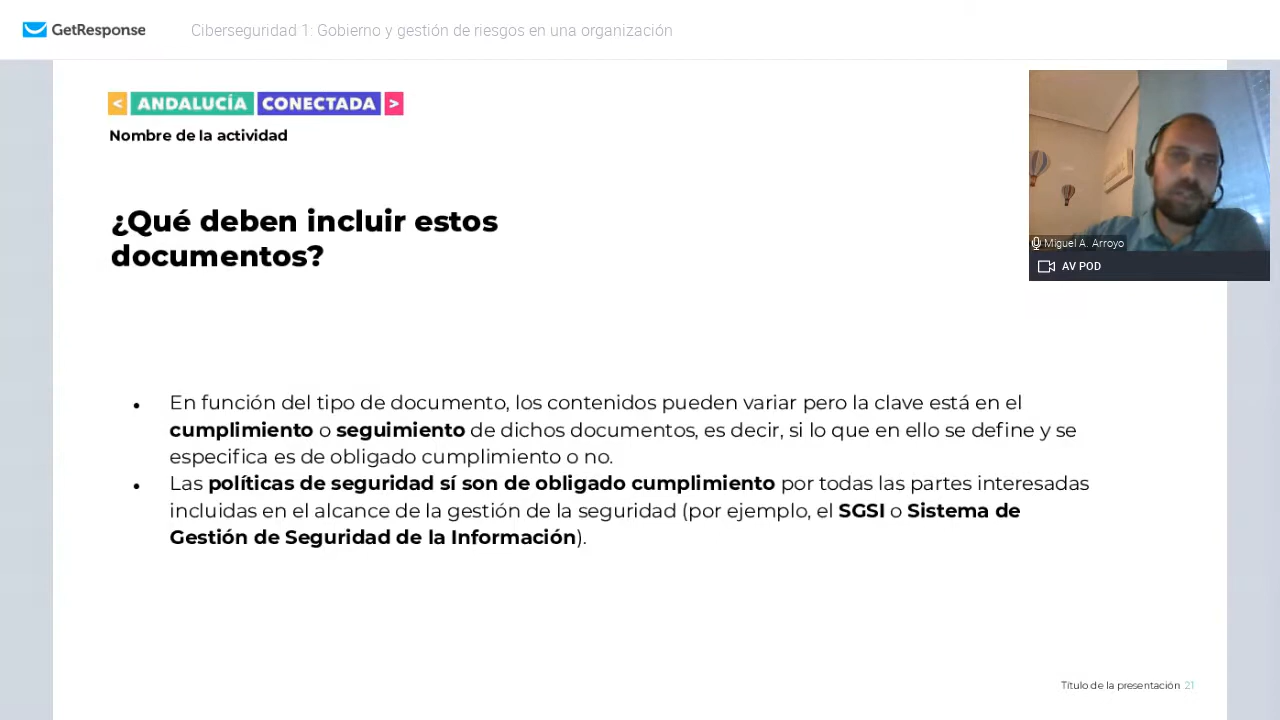 GetResponse
Ciberseguridad 1: Gobierno y gestión de riesgos en una organización
< ANDALUCÍA CONECTADA >
Nombre de la actividad
¿Qué deben incluir estos
documentos?
Miguel A. Arroyo
AV POD
• En función del tipo de documento, los contenidos pueden variar pero la clave está en el
cumplimiento o seguimiento de dichos documentos, es decir, si lo que en ello se define y se
especifica es de obligado cumplimiento o no.
• Las políticas de seguridad sí son de obligado cumplimiento por todas las partes interesadas
incluidas en el alcance de la gestión de la seguridad (por ejemplo, el SGSI o Sistema de
Gestión de Seguridad de la Información).
Título de la presentación 21